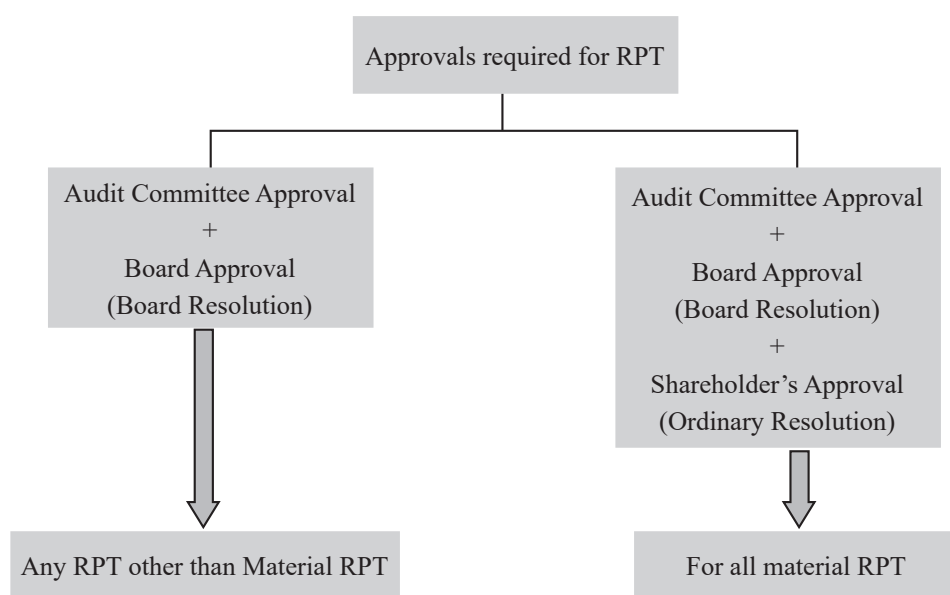 Approvals required for RPT
Audit Committee Approval
+
Board Approval
(Board Resolution)
Audit Committee Approval
+
Board Approval
(Board Resolution)
+
Shareholder’s Approval
(Ordinary Resolution)
Any RPT other than Material RPT
For all material RPT